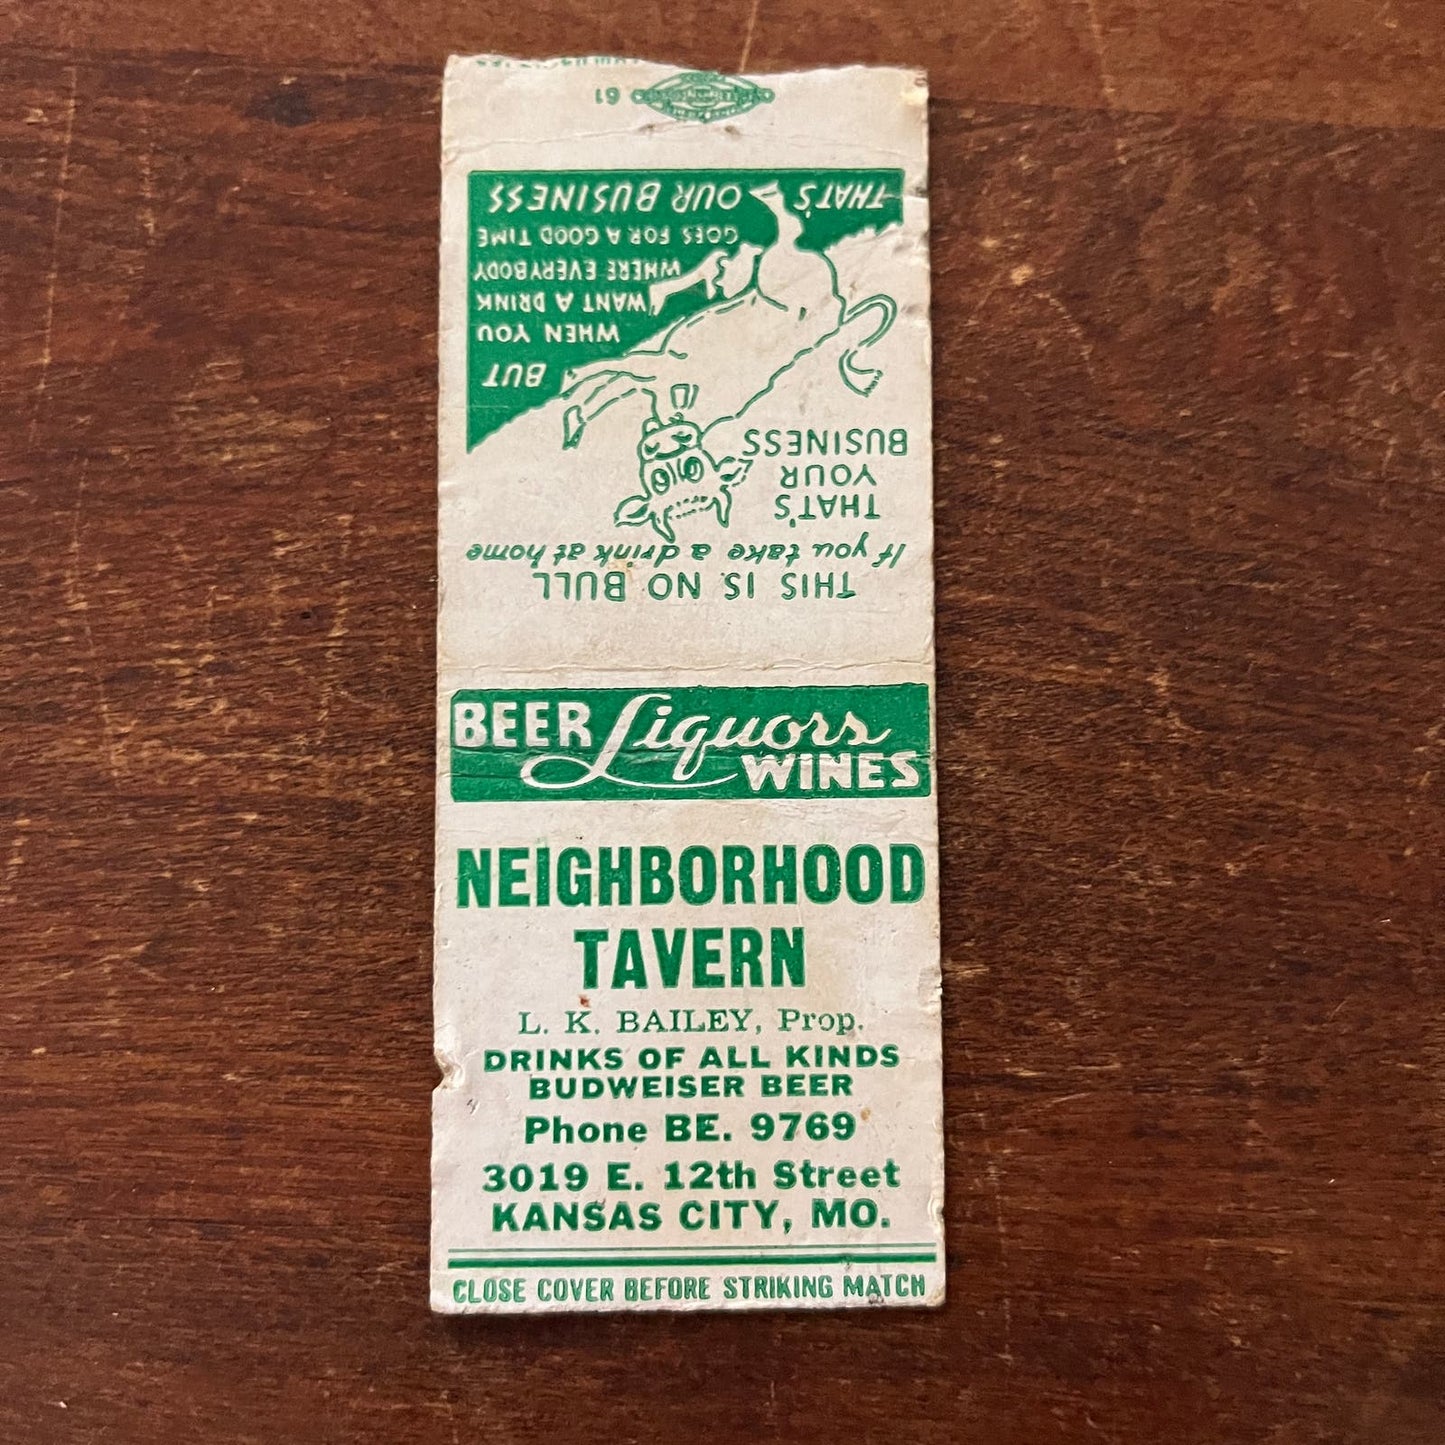 BEER Liquors
WINES
NEIGHBORHOOD
TAVERN
L. K. BAILEY, Prop.
DRINKS OF ALL KINDS
BUDWEISER BEER
Phone BE. 9769
3019 E. 12th Street
KANSAS CITY, MO.
CLOSE COVER BEFORE STRIKING MATCH
THIS IS NO BULL
If you take a drink at home
THAT'S
YOUR
BUSINESS
BUT
WHEN YOU
WANT A DRINK
WHERE EVERYBODY
GOES FOR A GOOD TIME
THAT'S OUR BUSINESS
61